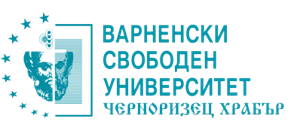 ВАРНЕНСКИ
СВОБОДЕН
УНИВЕРСИТЕТ
ЧЕРНОРИЗЕЦ ХРАБЪР